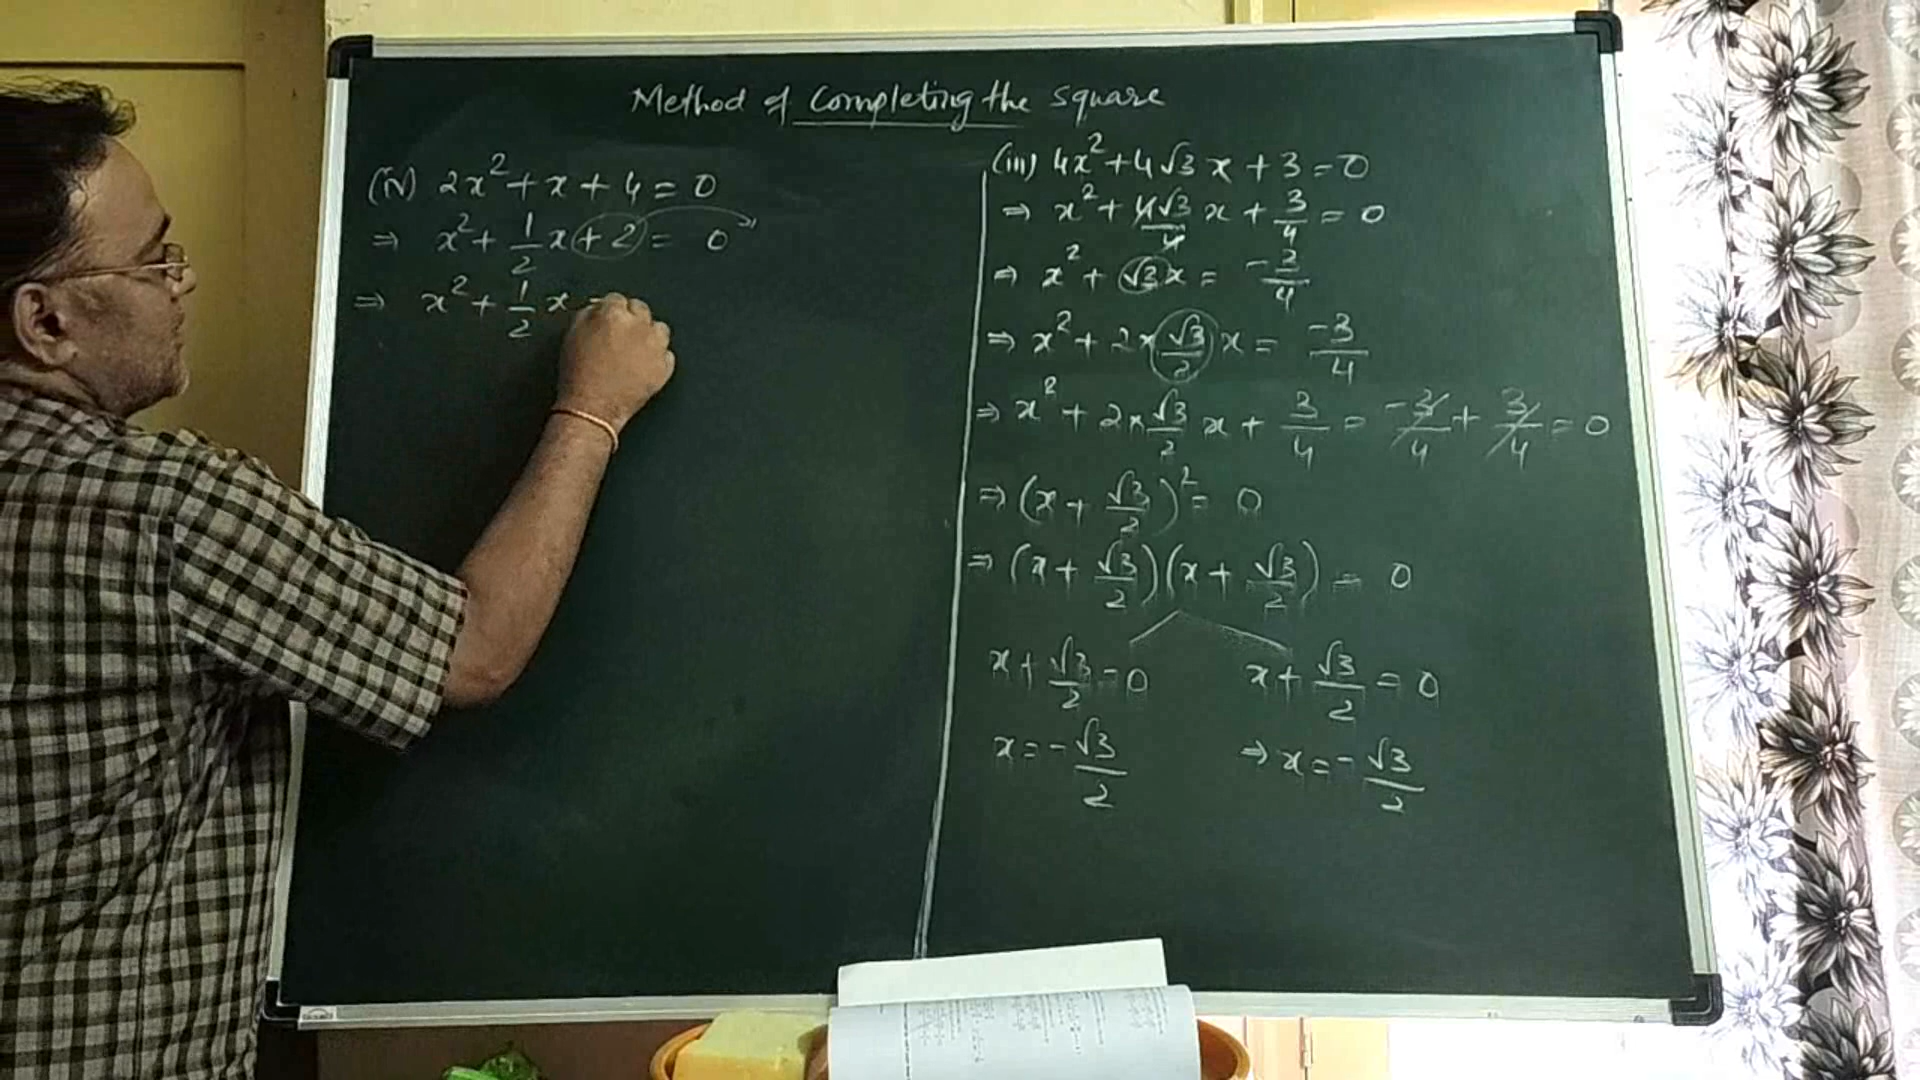 Method of completing the square
(iv) 2x² + x + 4 = 0
⇒ x² + 1/2 x + 2 = 0
⇒ x² + 1/2 x =
(iii) 4x² + 4√3 x + 3 = 0
⇒ x² + 4√3/4 x + 3/4 = 0
⇒ x² + √3 x = -3/4
⇒ x² + 2 × √3/2 x = -3/4
⇒ x² + 2 × √3/2 x + 3/4 = -3/4 + 3/4 = 0
⇒ (x + √3/2)² = 0
⇒ (x + √3/2)(x + √3/2) = 0
x + √3/2 = 0 x + √3/2 = 0
x = -√3/2 ⇒ x = -√3/2